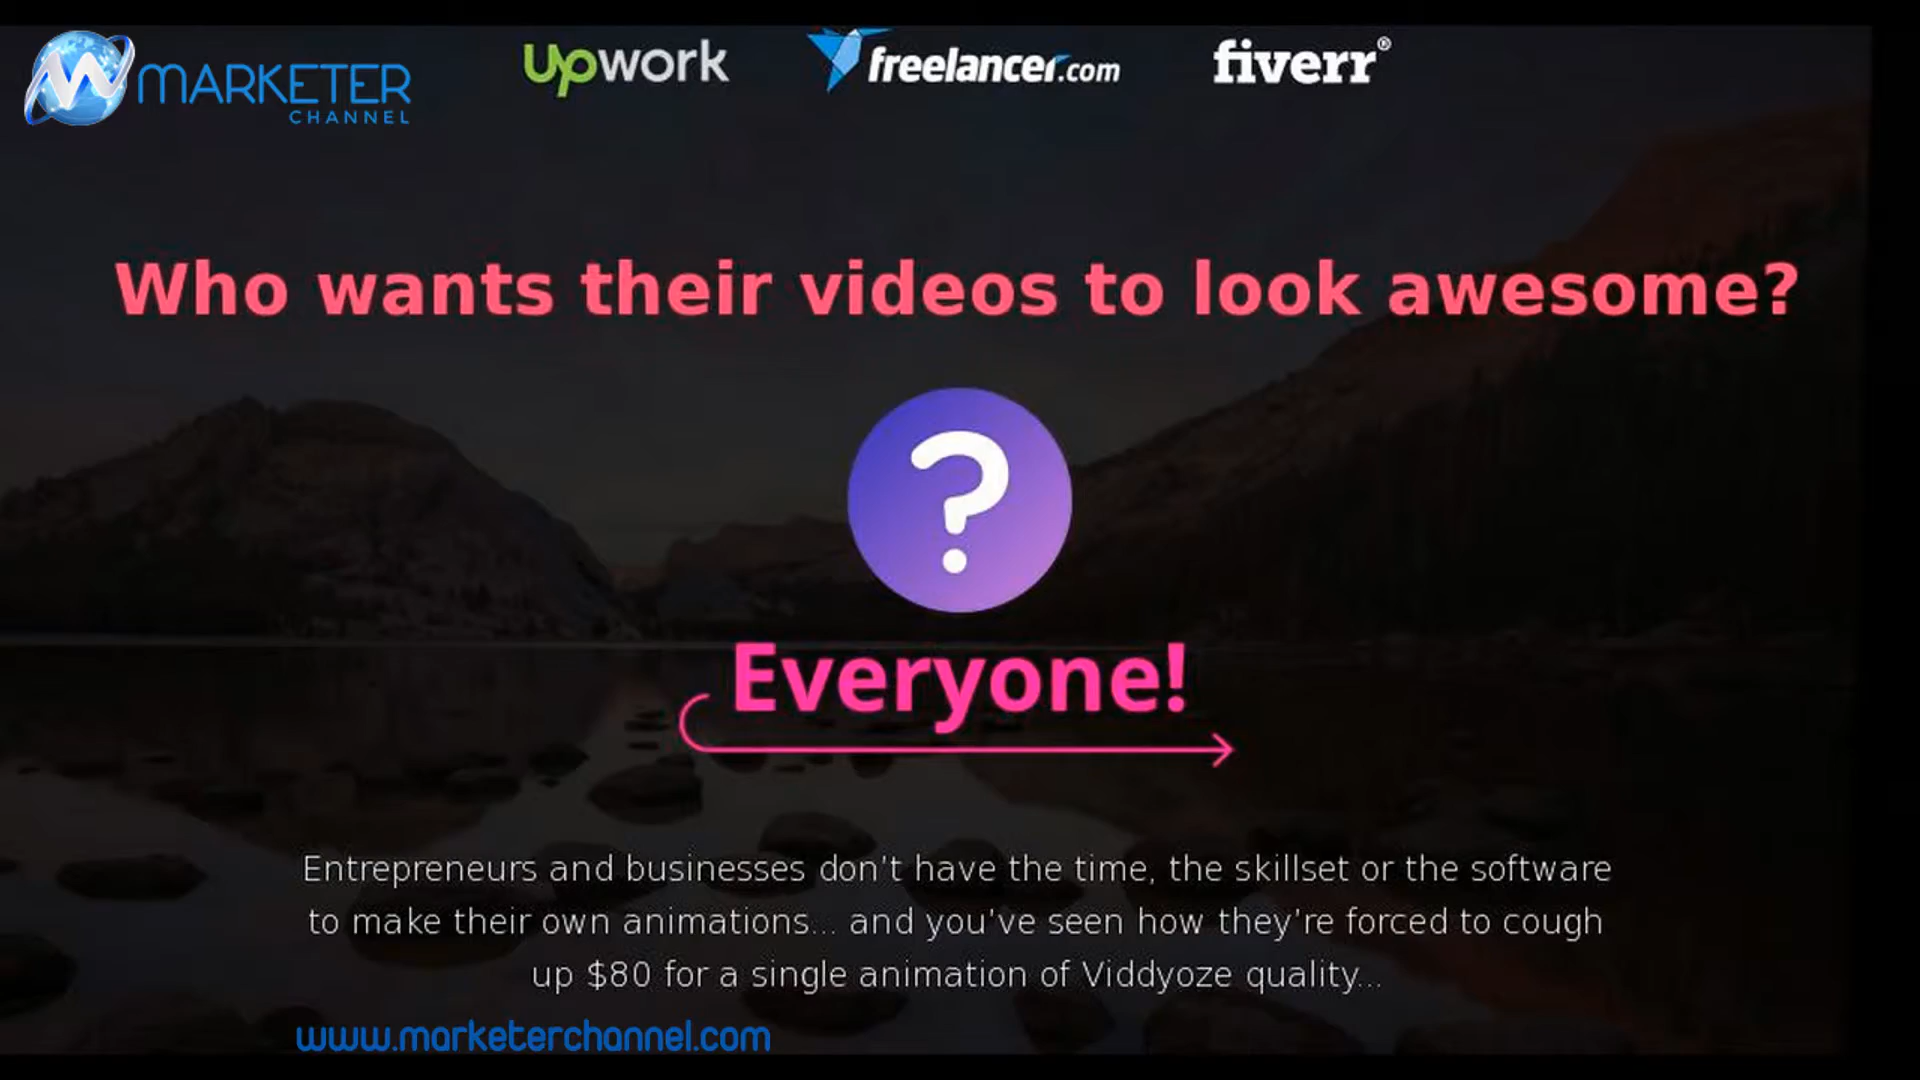 MARKETER
CHANNEL
upwork
freelancer.com
fiverr®
Who wants their videos to look awesome?
?
Everyone!
Entrepreneurs and businesses don't have the time, the skillset or the software
to make their own animations... and you've seen how they're forced to cough
up $80 for a single animation of Viddyoze quality...
www.marketerchannel.com